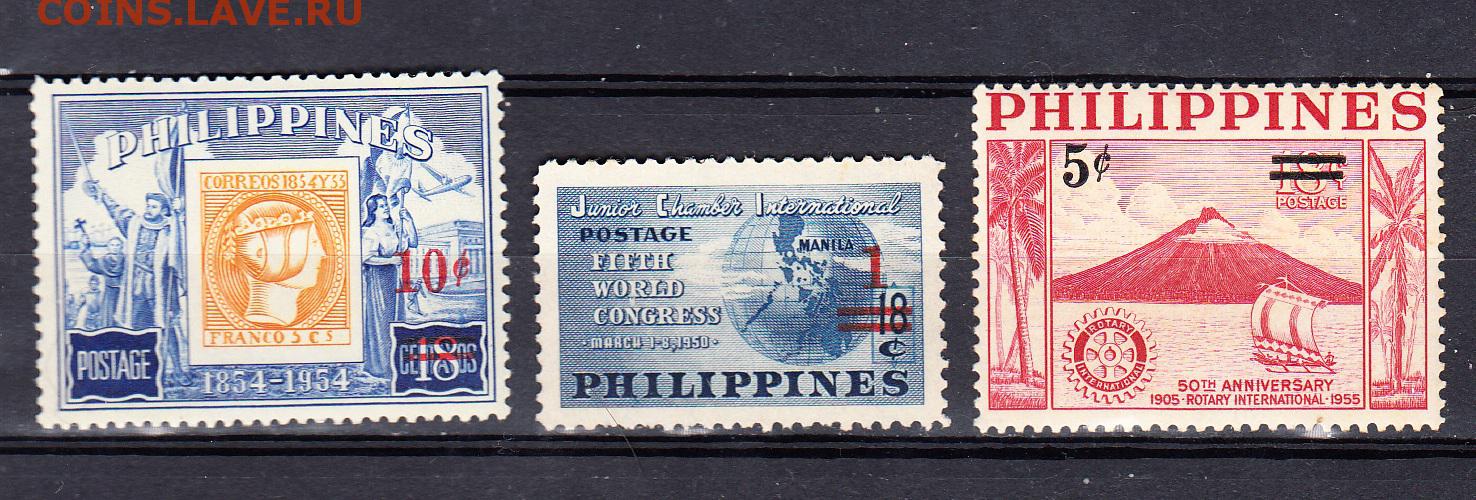 COINS.LAVE.RU
PHILIPPINES
CORREOS 1854 Y 55
10¢
FRANCO 5 CS
POSTAGE
18
CENTAVOS
1854-1954
Junior Chamber International
POSTAGE
MANILA
FIFTH
1
WORLD
18
CONGRESS
¢
·MARCH 1-8, 1950·
PHILIPPINES
PHILIPPINES
5¢
18¢
POSTAGE
ROTARY
INTERNATIONAL
50TH ANNIVERSARY
1905·ROTARY INTERNATIONAL·1955